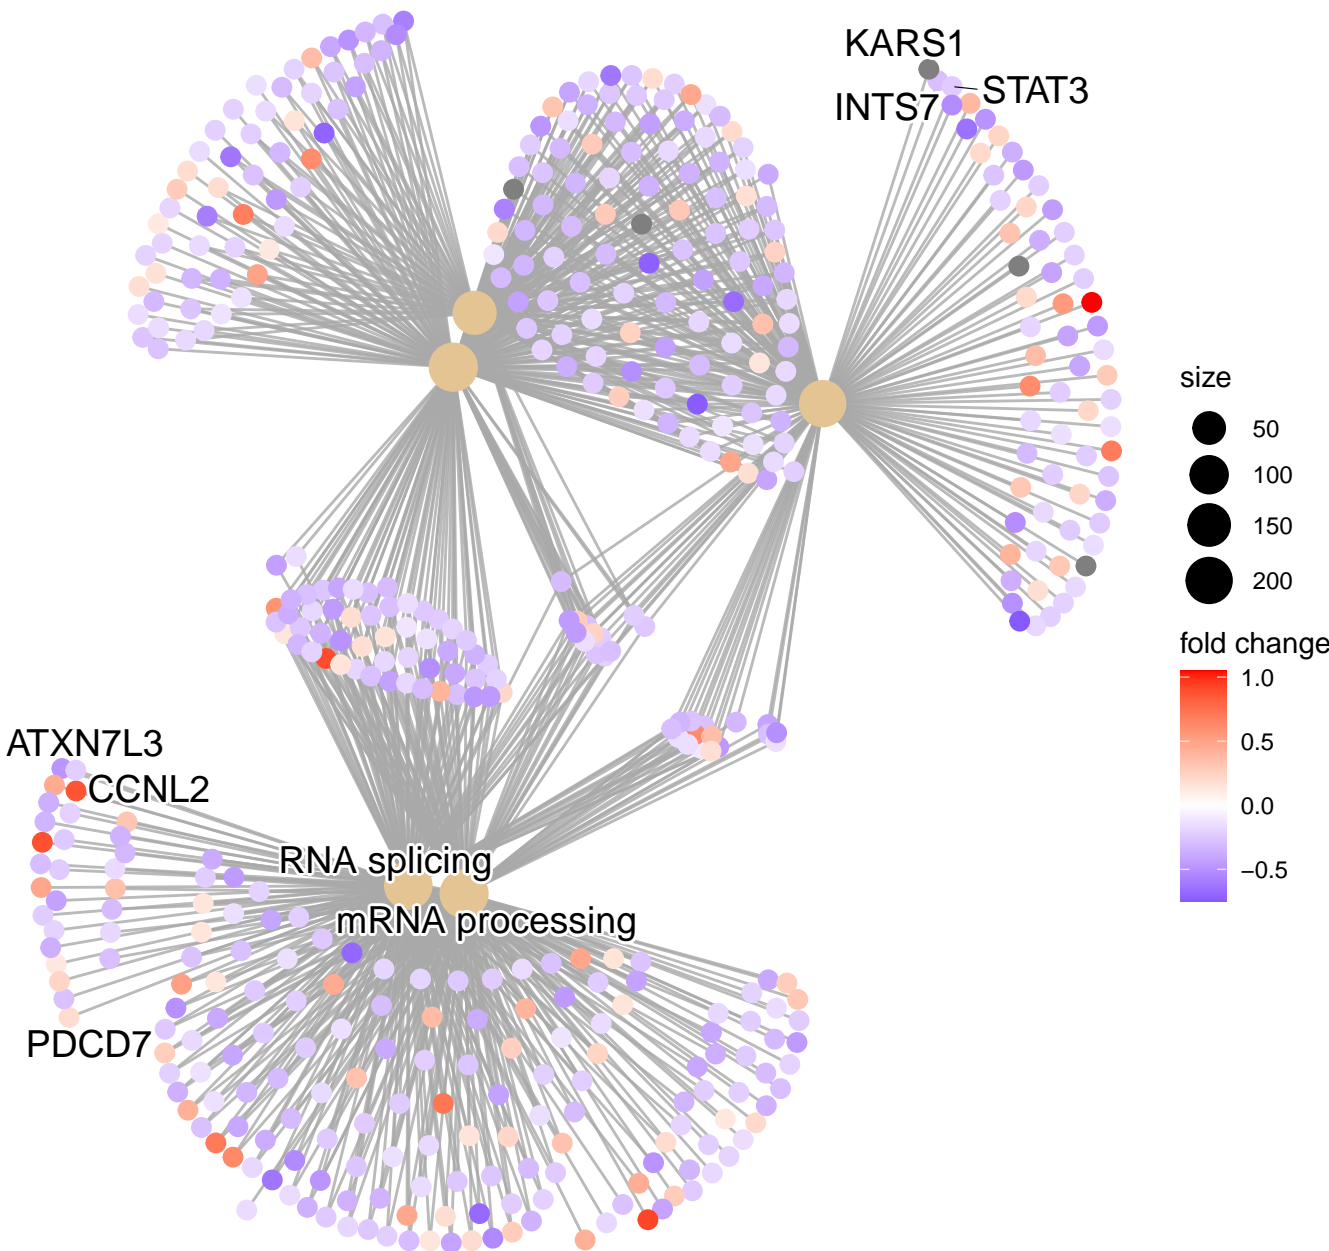 KARS1
STAT3
INTS7
size
50
100
150
200
fold change
1.0
0.5
0.0
−0.5
ATXN7L3
CCNL2
RNA splicing
mRNA processing
PDCD7